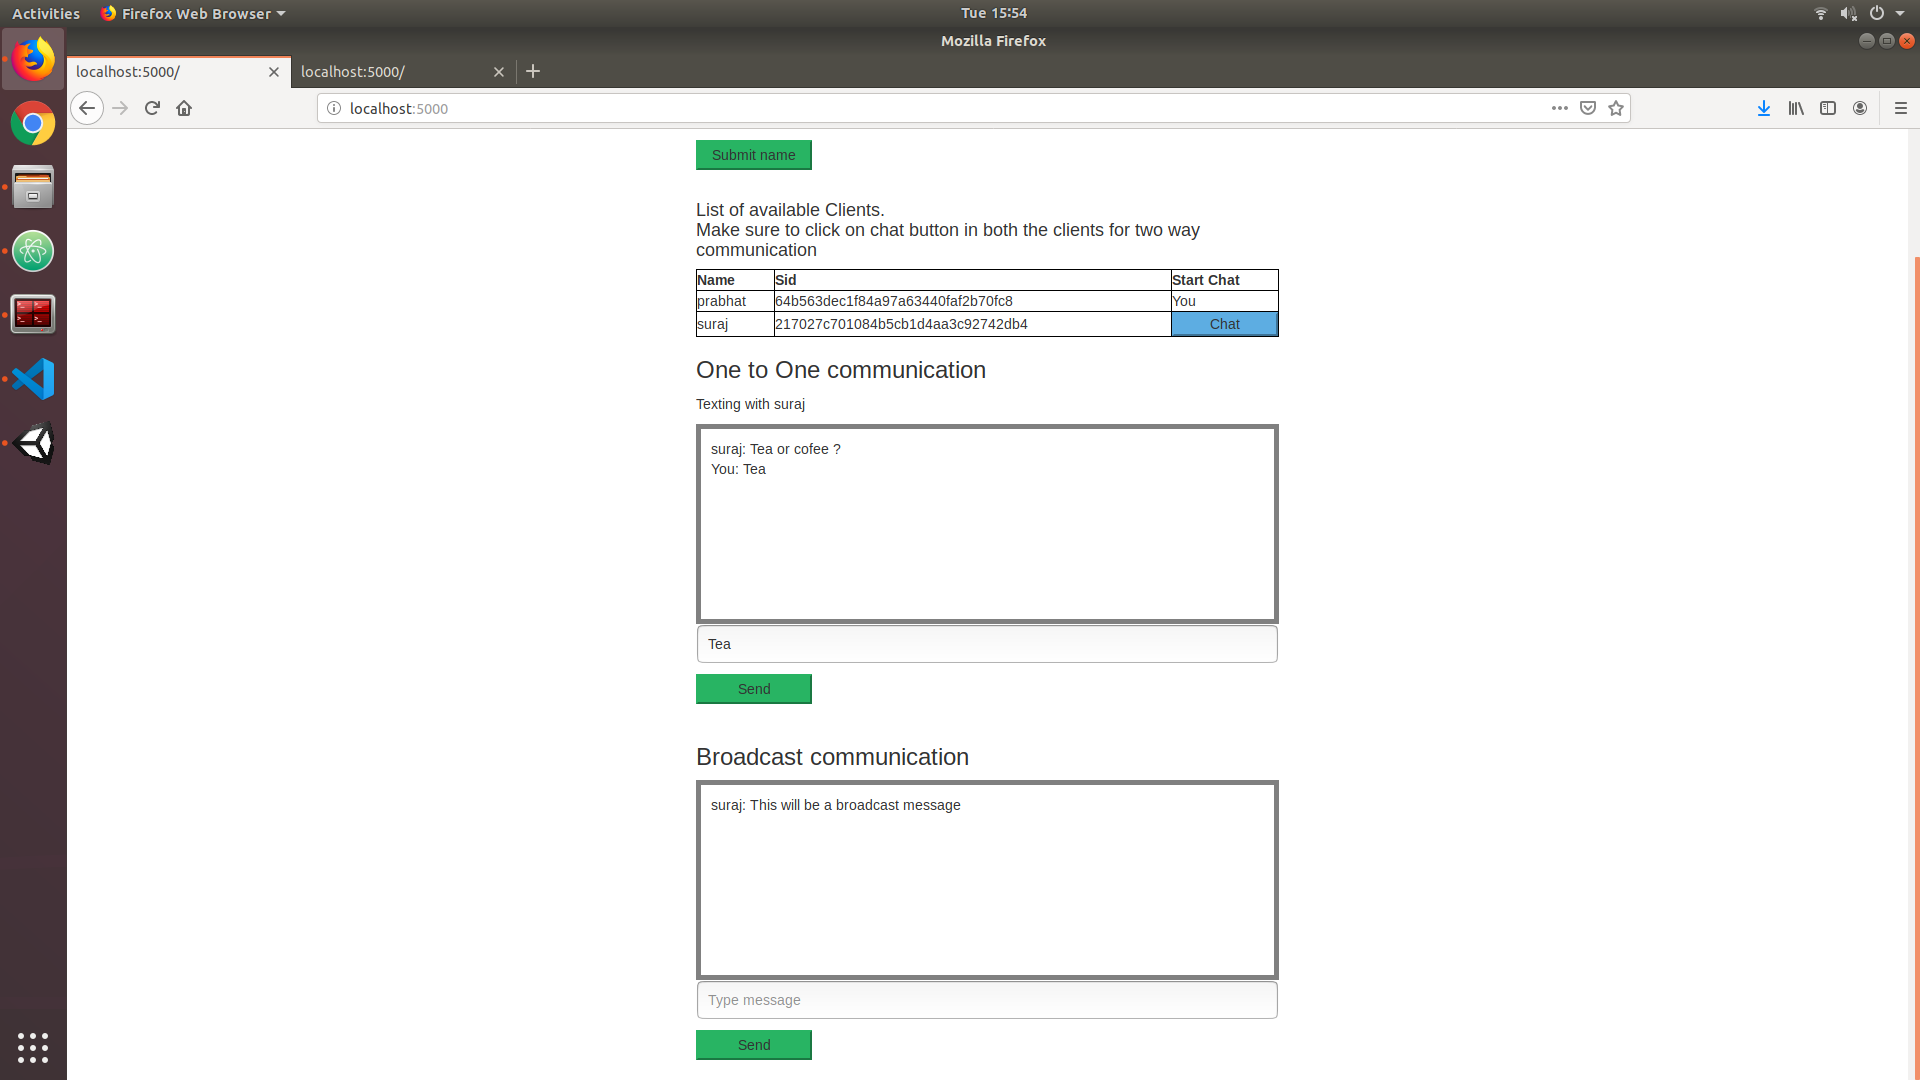 Activities Firefox Web Browser Tue 15:54
Mozilla Firefox
localhost:5000/ localhost:5000/
localhost:5000
Submit name
List of available Clients.
Make sure to click on chat button in both the clients for two way
communication
Name Sid Start Chat
prabhat 64b563dec1f84a97a63440faf2b70fc8 You
suraj 217027c701084b5cb1d4aa3c92742db4 Chat
One to One communication
Texting with suraj
suraj: Tea or cofee ?
You: Tea
Tea
Send
Broadcast communication
suraj: This will be a broadcast message
Type message
Send